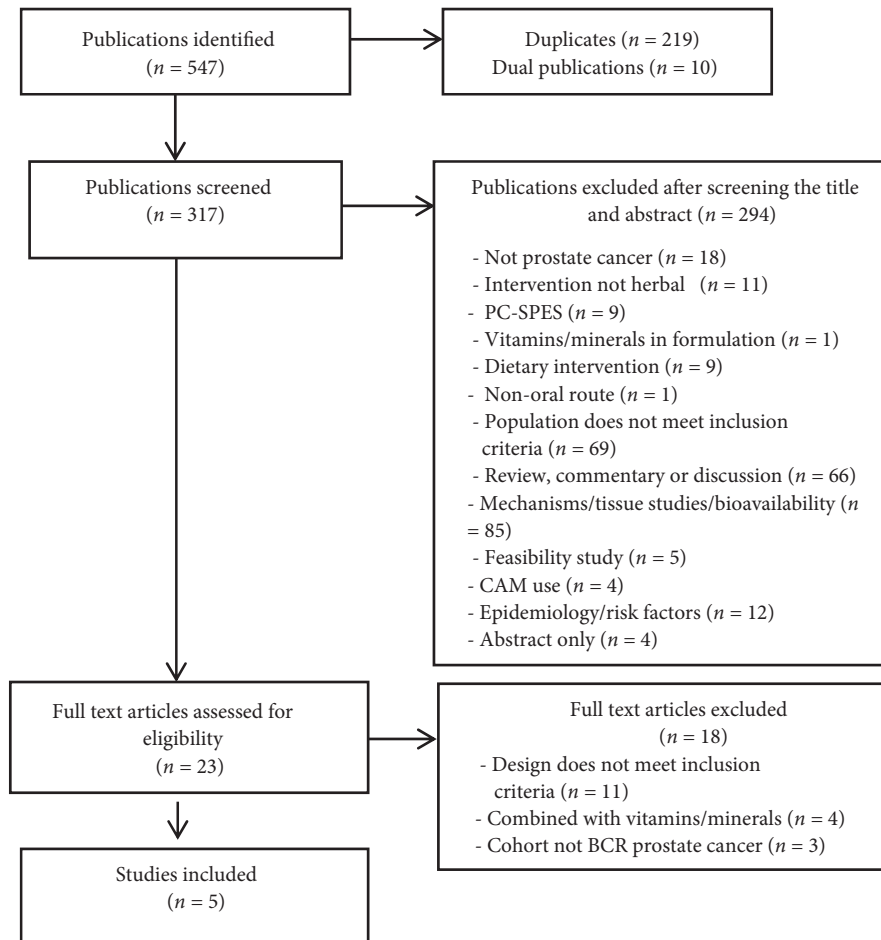 Publications identified
(n = 547)
Duplicates (n = 219)
Dual publications (n = 10)
Publications screened
(n = 317)
Publications excluded after screening the title
and abstract (n = 294)
- Not prostate cancer (n = 18)
- Intervention not herbal (n = 11)
- PC-SPES (n = 9)
- Vitamins/minerals in formulation (n = 1)
- Dietary intervention (n = 9)
- Non-oral route (n = 1)
- Population does not meet inclusion
criteria (n = 69)
- Review, commentary or discussion (n = 66)
- Mechanisms/tissue studies/bioavailability (n
= 85)
- Feasibility study (n = 5)
- CAM use (n = 4)
- Epidemiology/risk factors (n = 12)
- Abstract only (n = 4)
Full text articles assessed for
eligibility
(n = 23)
Full text articles excluded
(n = 18)
- Design does not meet inclusion
criteria (n = 11)
- Combined with vitamins/minerals (n = 4)
- Cohort not BCR prostate cancer (n = 3)
Studies included
(n = 5)